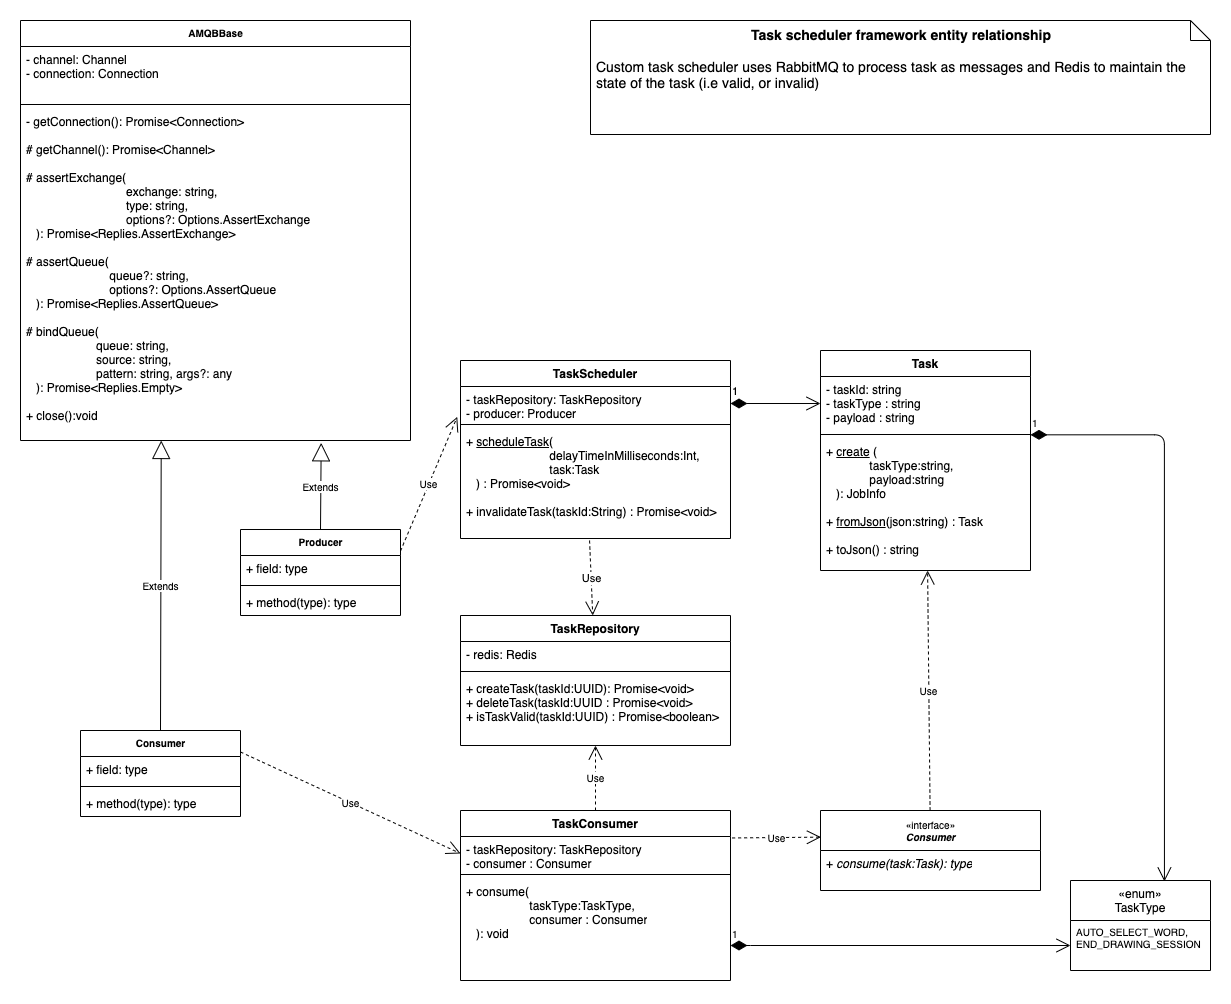 AMQBBase
- channel: Channel
- connection: Connection
- getConnection(): Promise<Connection>
# getChannel(): Promise<Channel>
# assertExchange(
exchange: string,
type: string,
options?: Options.AssertExchange
): Promise<Replies.AssertExchange>
# assertQueue(
queue?: string,
options?: Options.AssertQueue
): Promise<Replies.AssertQueue>
# bindQueue(
queue: string,
source: string,
pattern: string, args?: any
): Promise<Replies.Empty>
+ close():void
Task scheduler framework entity relationship
Custom task scheduler uses RabbitMQ to process task as messages and Redis to maintain the
state of the task (i.e valid, or invalid)
TaskScheduler
- taskRepository: TaskRepository
- producer: Producer
+ scheduleTask(
delayTimeInMilliseconds:Int,
task:Task
) : Promise<void>
+ invalidateTask(taskId:String) : Promise<void>
1
Task
- taskId: string
- taskType : string
- payload : string
+ create (
taskType:string,
payload:string
): JobInfo
+ fromJson(json:string) : Task
+ toJson() : string
1
Extends
Extends
Use
Producer
+ field: type
+ method(type): type
Use
TaskRepository
- redis: Redis
+ createTask(taskId:UUID): Promise<void>
+ deleteTask(taskId:UUID : Promise<void>
+ isTaskValid(taskId:UUID) : Promise<boolean>
Use
Consumer
+ field: type
+ method(type): type
Use
Use
TaskConsumer
- taskRepository: TaskRepository
- consumer : Consumer
+ consume(
taskType:TaskType,
consumer : Consumer
): void
Use
1
«interface»
Consumer
+ consume(task:Task): type
«enum»
TaskType
AUTO_SELECT_WORD,
END_DRAWING_SESSION